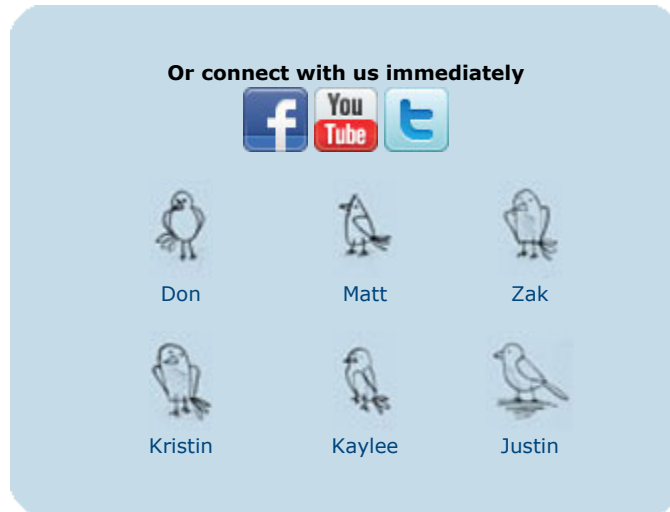 Or connect with us immediately
f You Tube t
Don Matt Zak
Kristin Kaylee Justin